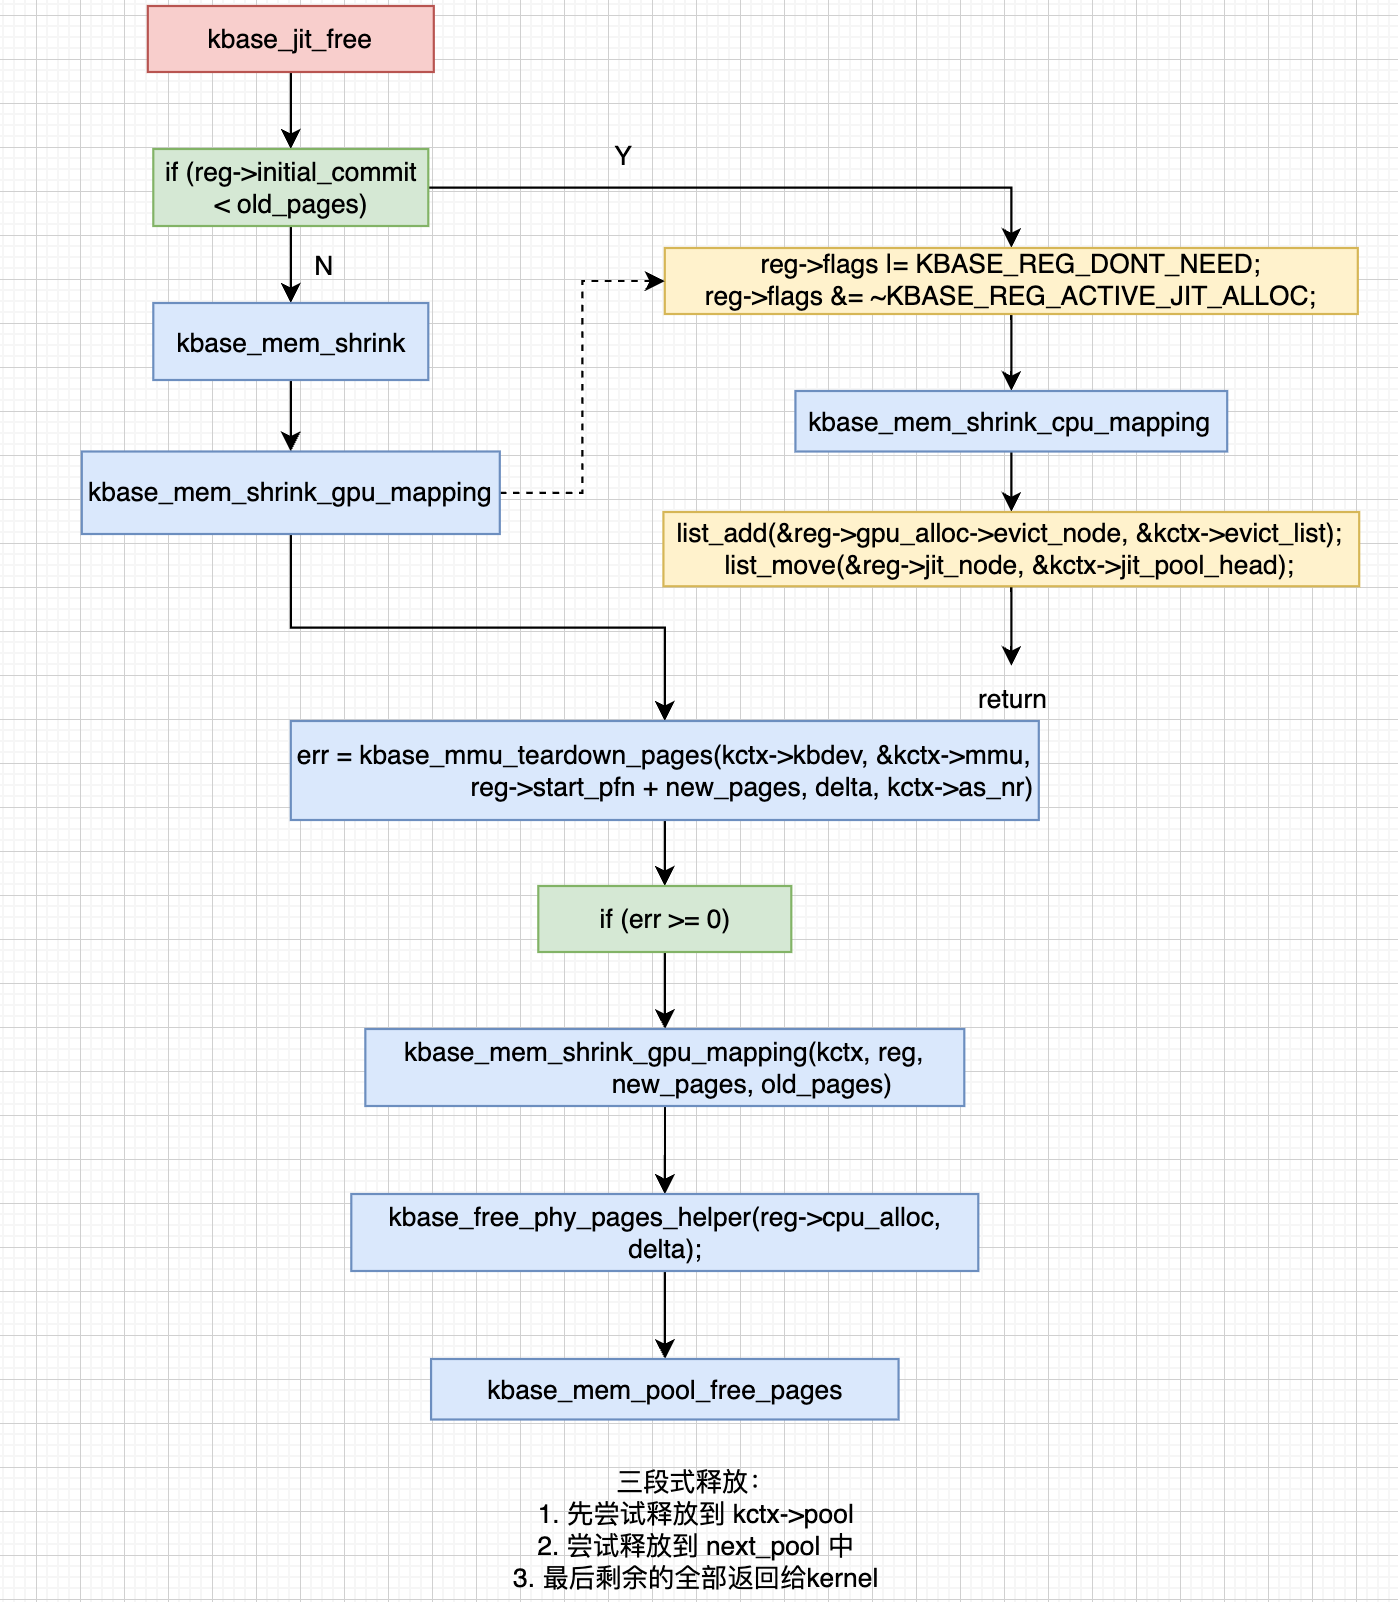 kbase_jit_free
if (reg->initial_commit
< old_pages)
Y
N
reg->flags |= KBASE_REG_DONT_NEED;
reg->flags &= ~KBASE_REG_ACTIVE_JIT_ALLOC;
kbase_mem_shrink
kbase_mem_shrink_cpu_mapping
kbase_mem_shrink_gpu_mapping
list_add(&reg->gpu_alloc->evict_node, &kctx->evict_list);
list_move(&reg->jit_node, &kctx->jit_pool_head);
return
err = kbase_mmu_teardown_pages(kctx->kbdev, &kctx->mmu,
reg->start_pfn + new_pages, delta, kctx->as_nr)
if (err >= 0)
kbase_mem_shrink_gpu_mapping(kctx, reg,
new_pages, old_pages)
kbase_free_phy_pages_helper(reg->cpu_alloc,
delta);
kbase_mem_pool_free_pages
三段式释放：
1. 先尝试释放到 kctx->pool
2. 尝试释放到 next_pool 中
3. 最后剩余的全部返回给kernel